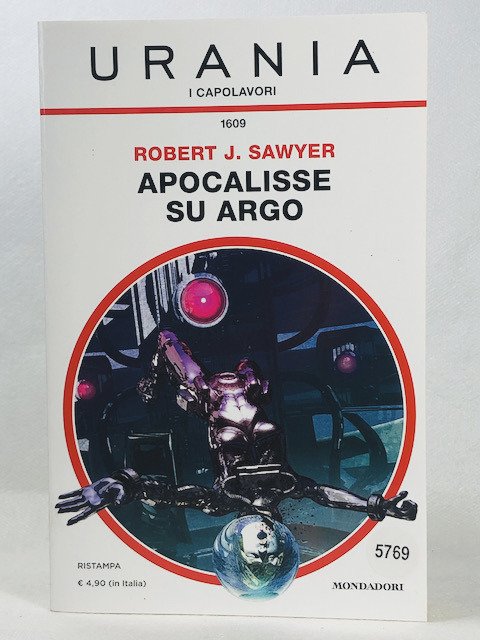 URANIA
I CAPOLAVORI
1609
ROBERT J. SAWYER
APOCALISSE
SU ARGO
5769
RISTAMPA
€ 4,90 (in Italia)
MONDADORI